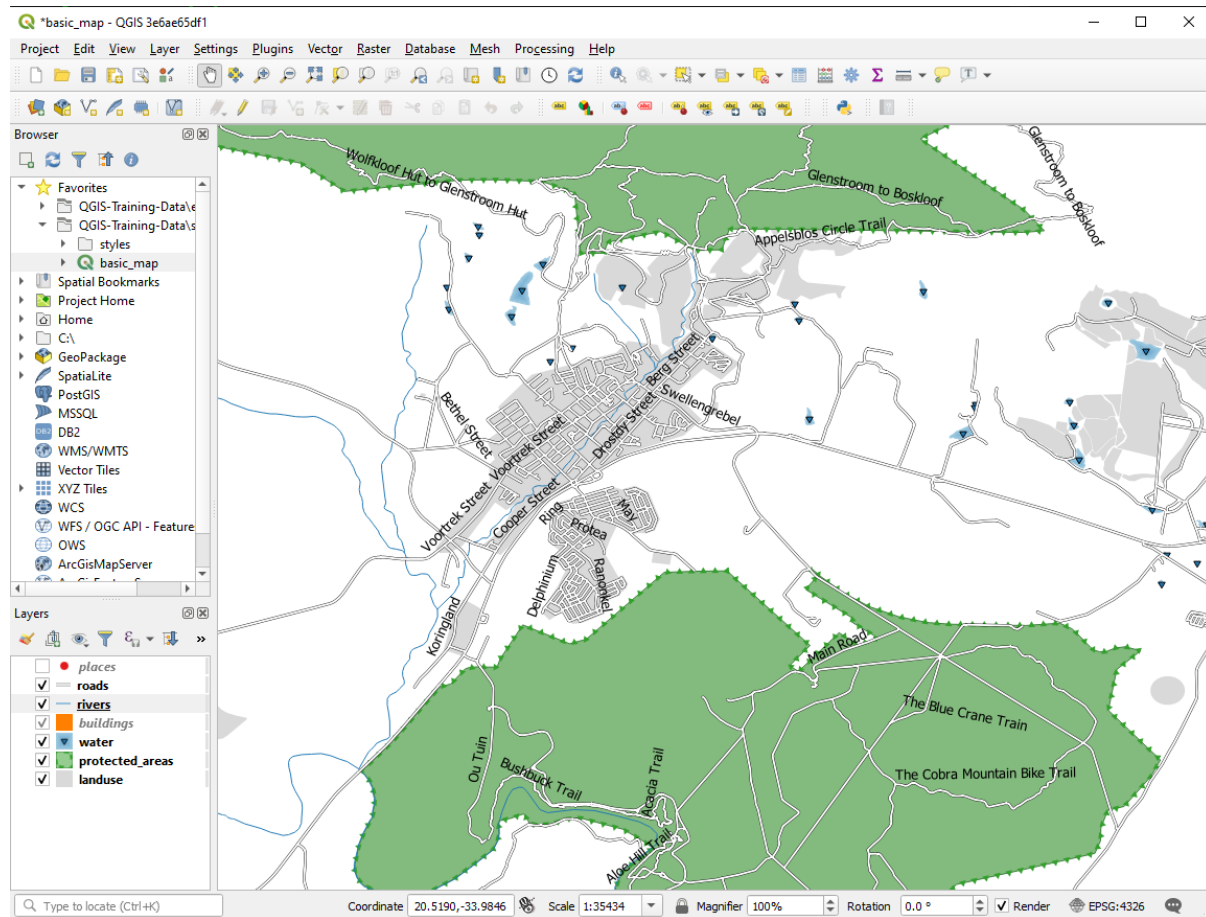 *basic_map - QGIS 3e6ae65df1
Project Edit View Layer Settings Plugins Vector Raster Database Mesh Processing Help
Browser
Favorites
QGIS-Training-Data\e
QGIS-Training-Data\s
styles
basic_map
Spatial Bookmarks
Project Home
Home
C:\
GeoPackage
SpatiaLite
PostGIS
MSSQL
DB2
DB2
WMS/WMTS
Vector Tiles
XYZ Tiles
WCS
WFS / OGC API - Feature
OWS
ArcGisMapServer
Layers
places
roads
rivers
buildings
water
protected_areas
landuse
Wolfkloof Hut to Glenstroom Hut
Glenstroom to Boskloof
Glenstroom to Boskloof
Appelsblos Circle Trail
Berg Street
Swellengrebel
Bethel Street
Voortrek Street
Drostdy Street
Voortrek Street
Cooper Street
Ring
May
Protea
Delphinium
Ranonkel
Koringland
Main Road
The Blue Crane Train
Ou Tuin
Bushbuck Trail
Acacia Trail
The Cobra Mountain Bike Trail
Aloe Hill Trail
Type to locate (Ctrl+K) Coordinate 20.5190,-33.9846 Scale 1:35434 Magnifier 100% Rotation 0.0 ° Render EPSG:4326